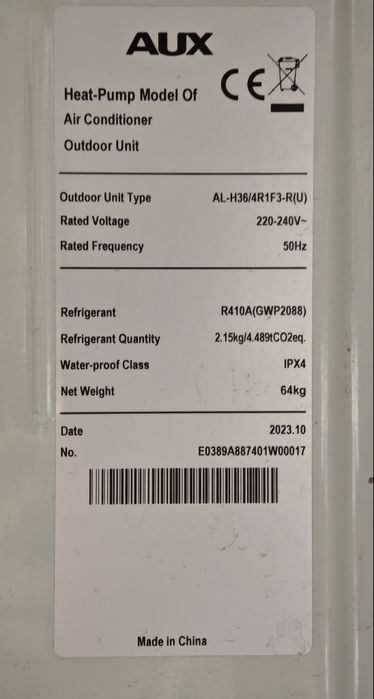 AUX
CE
Heat-Pump Model Of
Air Conditioner
Outdoor Unit
Outdoor Unit Type AL-H36/4R1F3-R(U)
Rated Voltage 220-240V~
Rated Frequency 50Hz
Refrigerant R410A(GWP2088)
Refrigerant Quantity 2.15kg/4.489tCO2eq.
Water-proof Class IPX4
Net Weight 64kg
Date 2023.10
No. E0389A887401W00017
Made in China